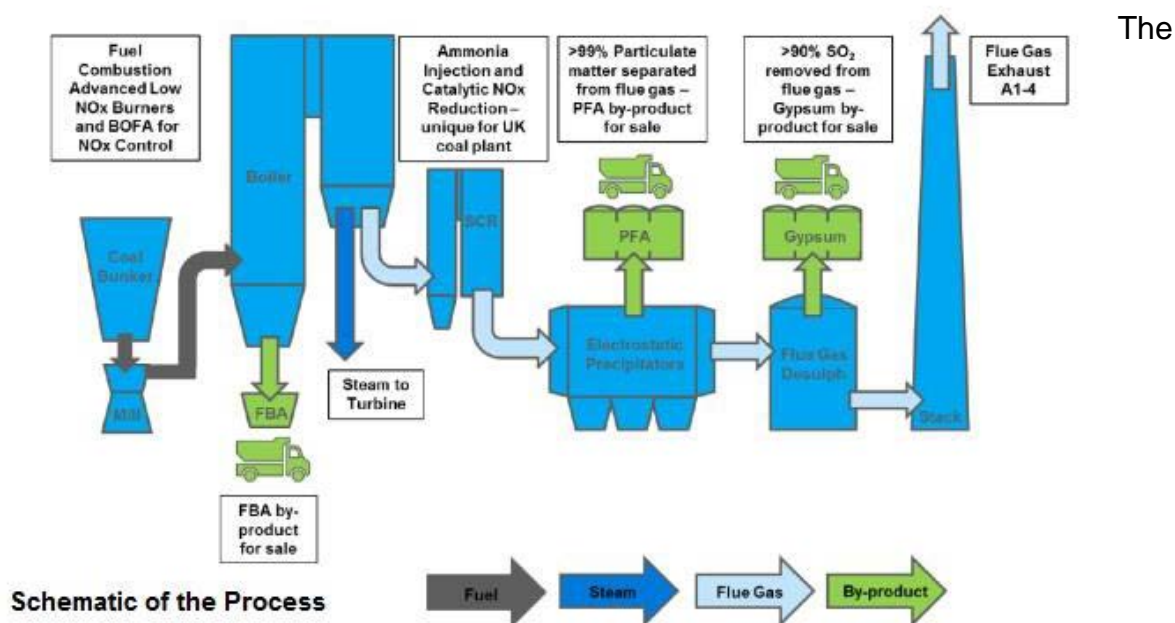 The
Fuel
Combustion
Advanced Low
NOx Burners
and BOFA for
NOx Control
Boiler
Ammonia
Injection and
Catalytic NOx
Reduction –
unique for UK
coal plant
>99% Particulate
matter separated
from flue gas –
PFA by-product
for sale
>90% SO₂
removed from
flue gas –
Gypsum by-
product for sale
Flue Gas
Exhaust
A1-4
Coal
Bunker
Mill
FBA
FBA by-
product
for sale
Steam to
Turbine
SCR
PFA
Electrostatic
Precipitators
Gypsum
Flue Gas
Desulph
Stack
Schematic of the Process
Fuel
Steam
Flue Gas
By-product